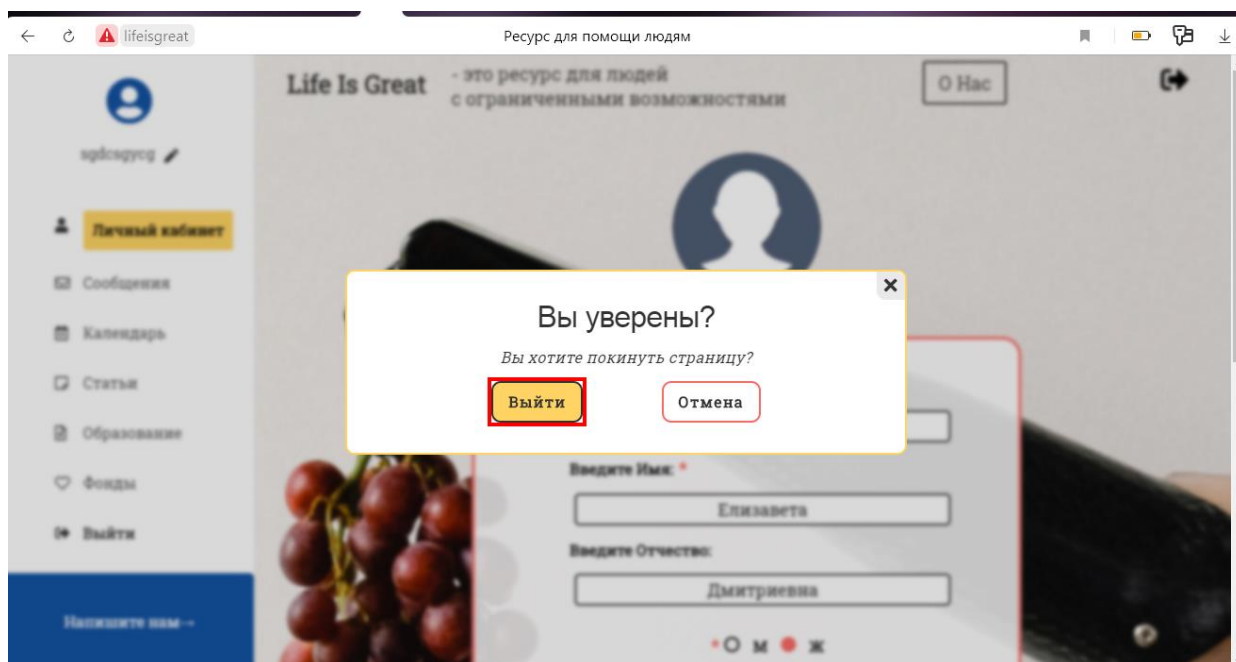 lifeisgreat
Ресурс для помощи людям
Life Is Great
- это ресурс для людей
с ограниченными возможностями
О Нас
sgdcsgycg
Личный кабинет
Сообщения
Календарь
Статьи
Образование
Фонды
Выйти
Напишите нам→
Вы уверены?
Вы хотите покинуть страницу?
Выйти
Отмена
Введите Имя: *
Елизавета
Введите Отчество:
Дмитриевна
* М Ж